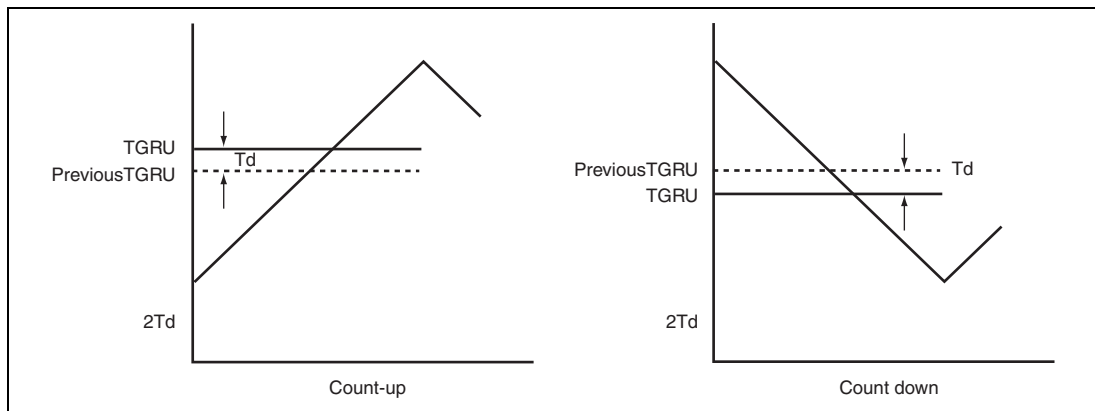 TGRU
Td
PreviousTGRU
2Td
Count-up
PreviousTGRU
Td
TGRU
2Td
Count down